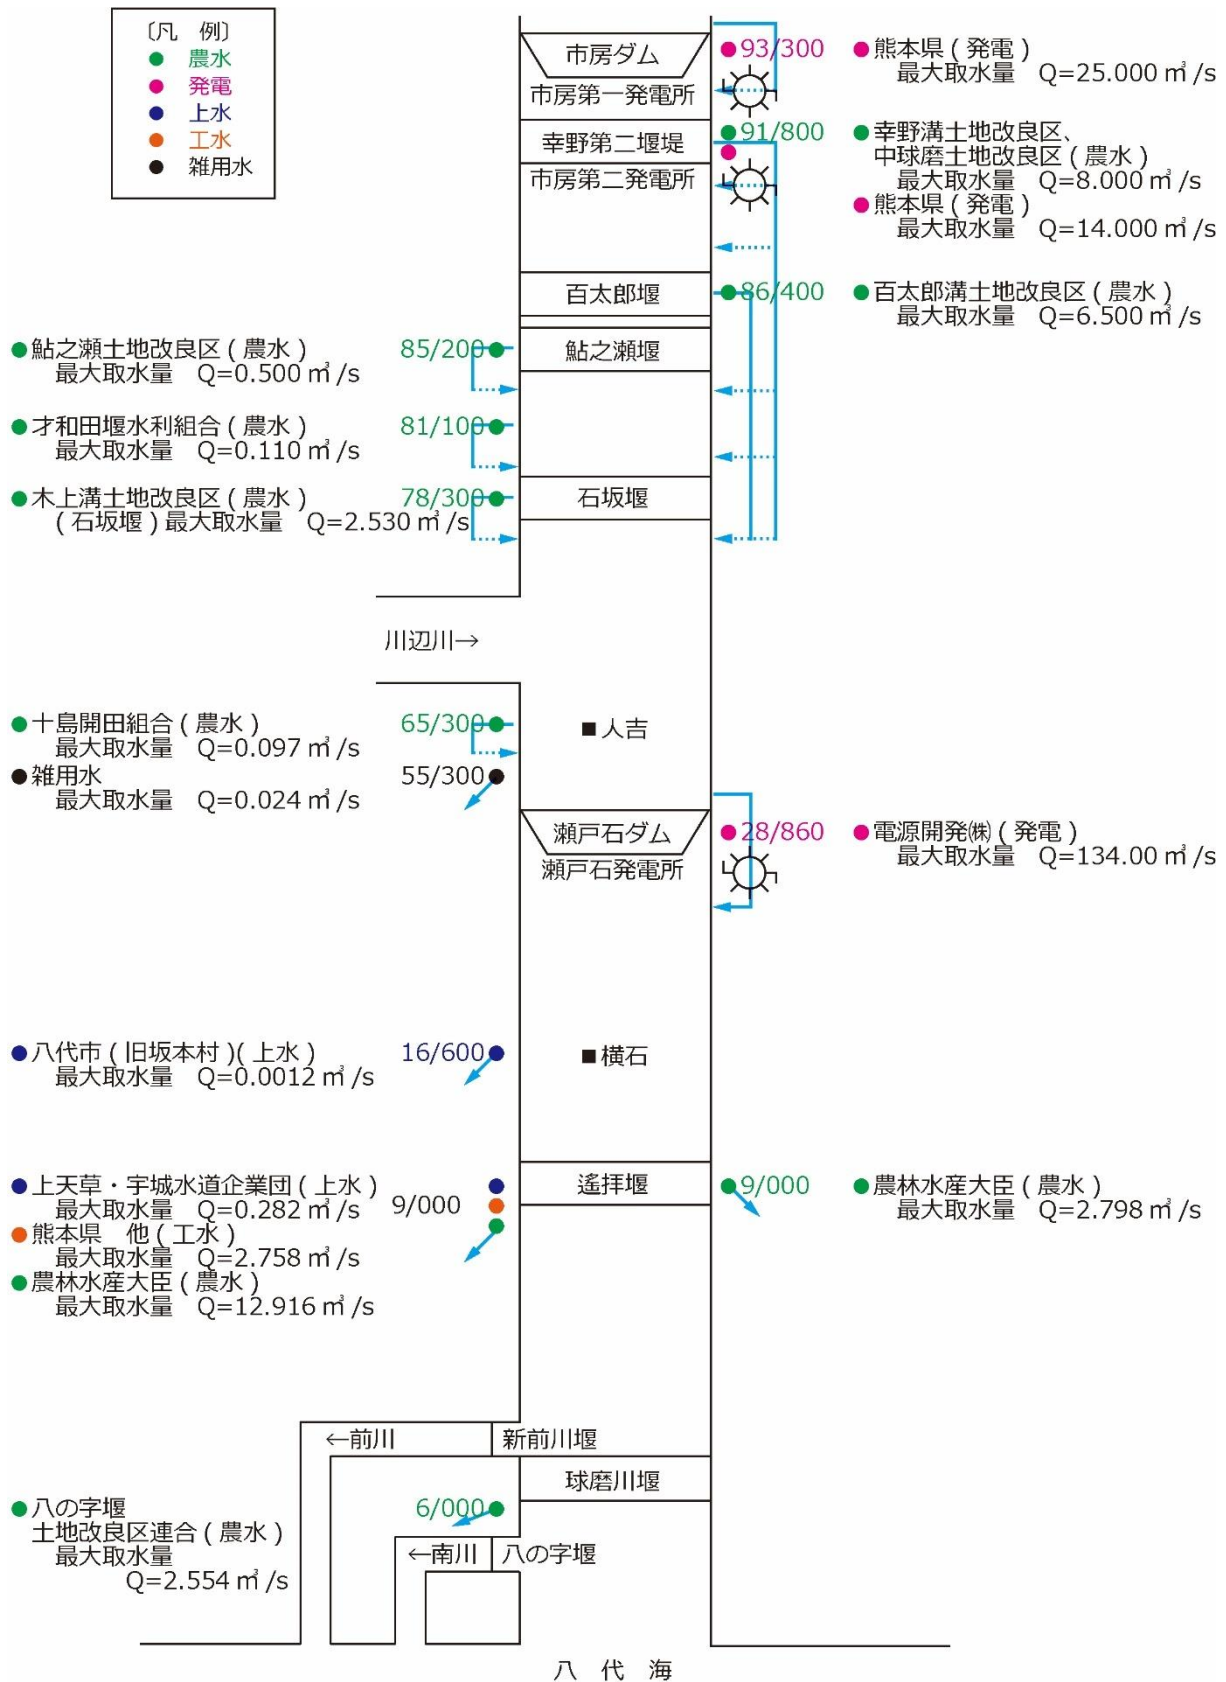 〔凡　例〕
● 農水
● 発電
● 上水
● 工水
● 雑用水
市房ダム
市房第一発電所
●93/300
●熊本県(発電)
最大取水量　Q=25.000㎥/s
幸野第二堰堤
市房第二発電所
●91/800
●幸野溝土地改良区、
中球磨土地改良区(農水)
最大取水量　Q=8.000㎥/s
●熊本県(発電)
最大取水量　Q=14.000㎥/s
百太郎堰
●86/400
●百太郎溝土地改良区(農水)
最大取水量　Q=6.500㎥/s
●鮎之瀬土地改良区(農水)
最大取水量　Q=0.500㎥/s
85/200●
鮎之瀬堰
●才和田堰水利組合(農水)
最大取水量　Q=0.110㎥/s
81/100●
●木上溝土地改良区(農水)
(石坂堰)最大取水量　Q=2.530㎥/s
78/300●
石坂堰
川辺川→
●十島開田組合(農水)
最大取水量　Q=0.097㎥/s
65/300●
■人吉
●雑用水
最大取水量　Q=0.024㎥/s
55/300●
瀬戸石ダム
瀬戸石発電所
●28/860
●電源開発㈱(発電)
最大取水量　Q=134.00㎥/s
●八代市(旧坂本村)(上水)
最大取水量　Q=0.0012㎥/s
16/600●
■横石
●上天草・宇城水道企業団(上水)
最大取水量　Q=0.282㎥/s
●熊本県　他(工水)
最大取水量　Q=2.758㎥/s
●農林水産大臣(農水)
最大取水量　Q=12.916㎥/s
9/000
遙拝堰
●9/000
●農林水産大臣(農水)
最大取水量　Q=2.798㎥/s
←前川
新前川堰
球磨川堰
●八の字堰
土地改良区連合(農水)
最大取水量
Q=2.554㎥/s
6/000●
←南川
八の字堰
八　代　海